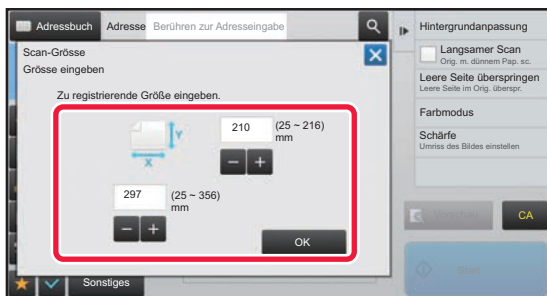 Adressbuch Adresse Berühren zur Adresseingabe
Scan-Grösse
Grösse eingeben
Zu registrierende Größe eingeben.
Y
X
210 (25 ~ 216)
mm
297 (25 ~ 356)
mm
OK
Sonstiges
Hintergrundanpassung
Langsamer Scan
Orig. m. dünnem Pap. sc.
Leere Seite überspringen
Leere Seite im Orig. überspr.
Farbmodus
Schärfe
Umriss des Bildes einstellen
Vorschau CA
Start